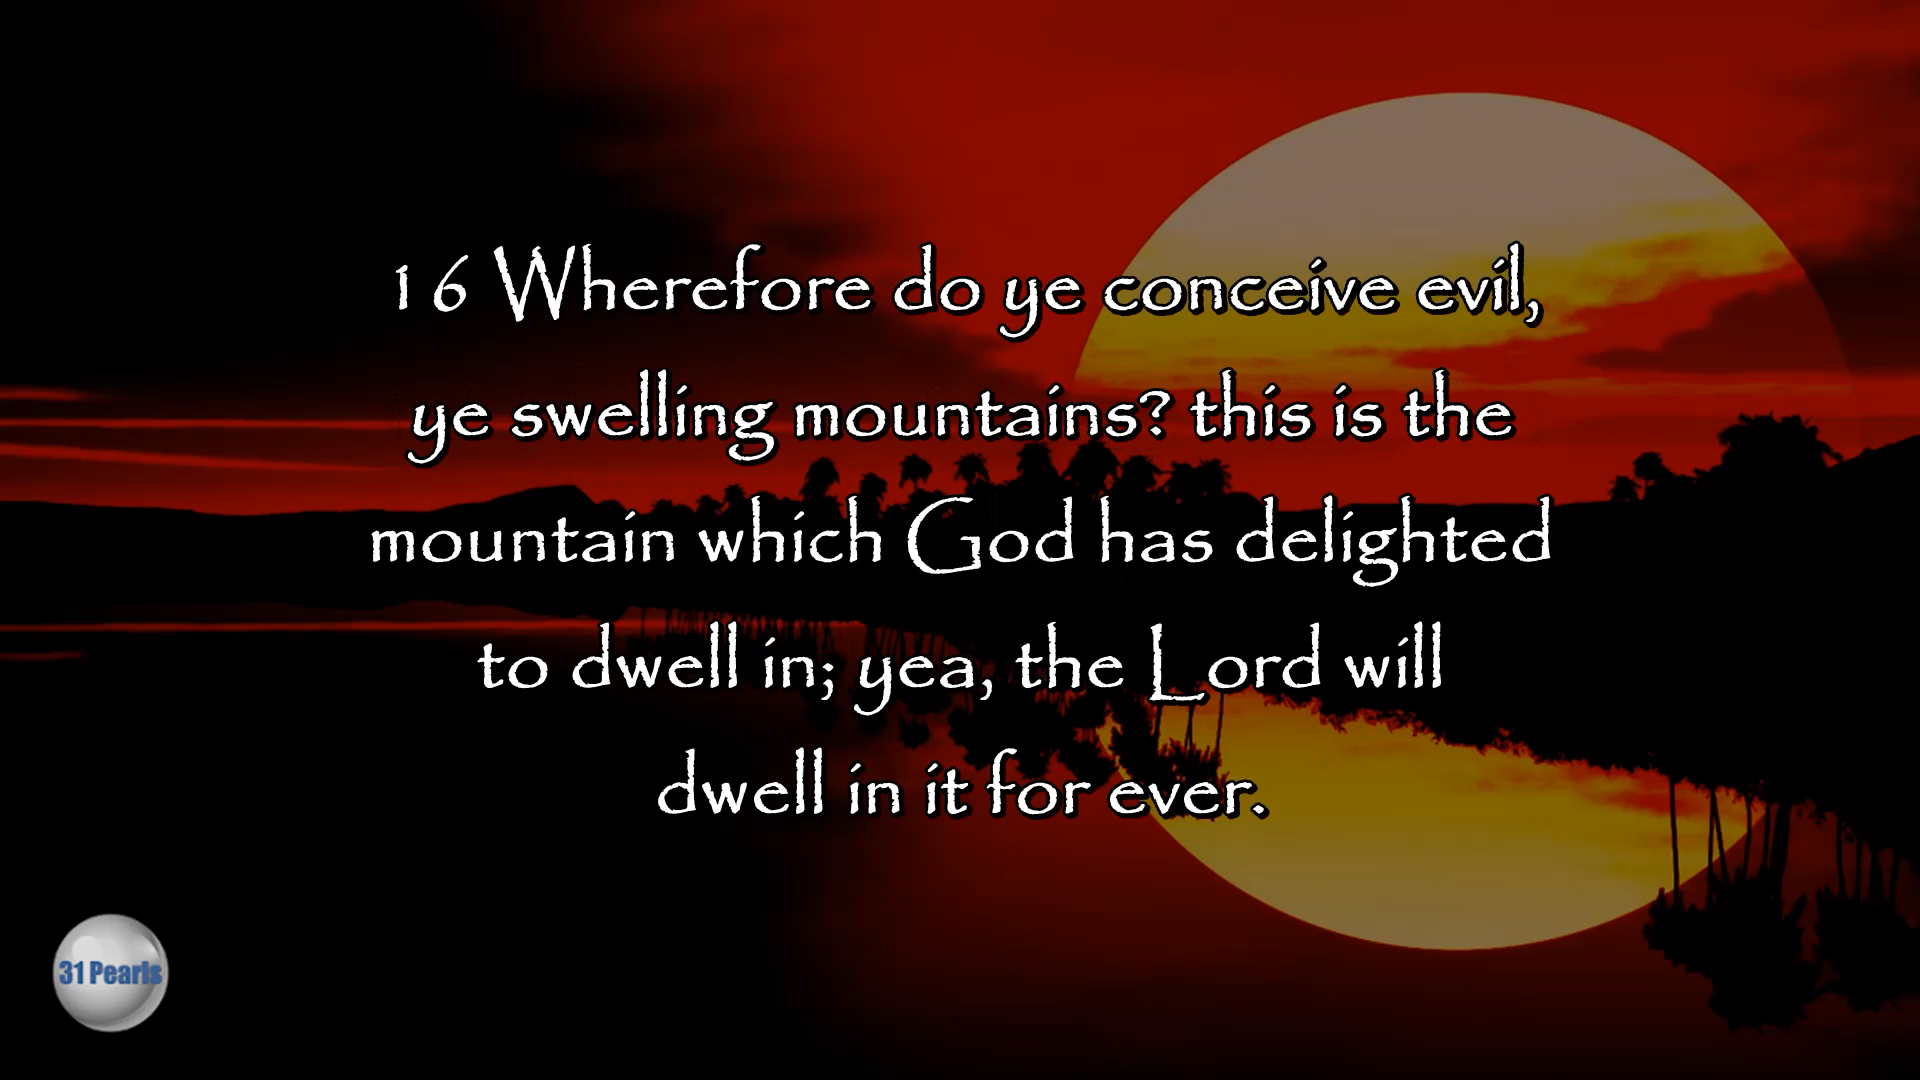 16 Wherefore do ye conceive evil,
ye swelling mountains? this is the
mountain which God has delighted
to dwell in; yea, the Lord will
dwell in it for ever.
31 Pearls